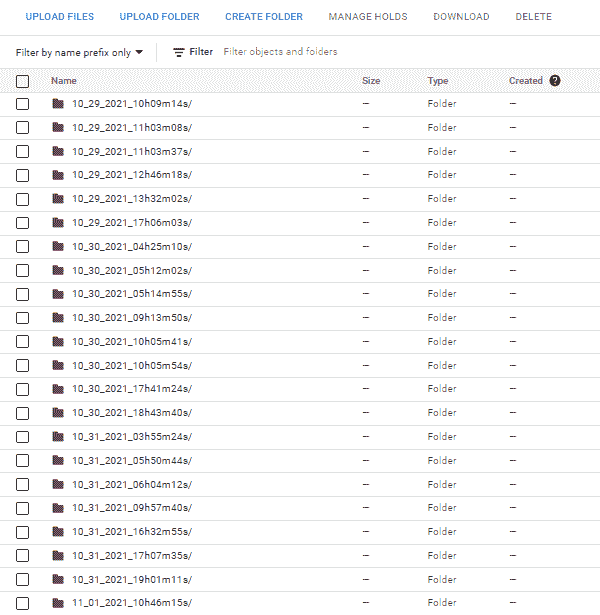 UPLOAD FILES UPLOAD FOLDER CREATE FOLDER MANAGE HOLDS DOWNLOAD DELETE
Filter by name prefix only Filter Filter objects and folders
Name Size Type Created ?
10_29_2021_10h09m14s/ — Folder —
10_29_2021_11h03m08s/ — Folder —
10_29_2021_11h03m37s/ — Folder —
10_29_2021_12h46m18s/ — Folder —
10_29_2021_13h32m02s/ — Folder —
10_29_2021_17h06m03s/ — Folder —
10_30_2021_04h25m10s/ — Folder —
10_30_2021_05h12m02s/ — Folder —
10_30_2021_05h14m55s/ — Folder —
10_30_2021_09h13m50s/ — Folder —
10_30_2021_10h05m41s/ — Folder —
10_30_2021_10h05m54s/ — Folder —
10_30_2021_17h41m24s/ — Folder —
10_30_2021_18h43m40s/ — Folder —
10_31_2021_03h55m24s/ — Folder —
10_31_2021_05h50m44s/ — Folder —
10_31_2021_06h04m12s/ — Folder —
10_31_2021_09h57m40s/ — Folder —
10_31_2021_16h32m55s/ — Folder —
10_31_2021_17h07m35s/ — Folder —
10_31_2021_19h01m11s/ — Folder —
11_01_2021_10h46m15s/ — Folder —